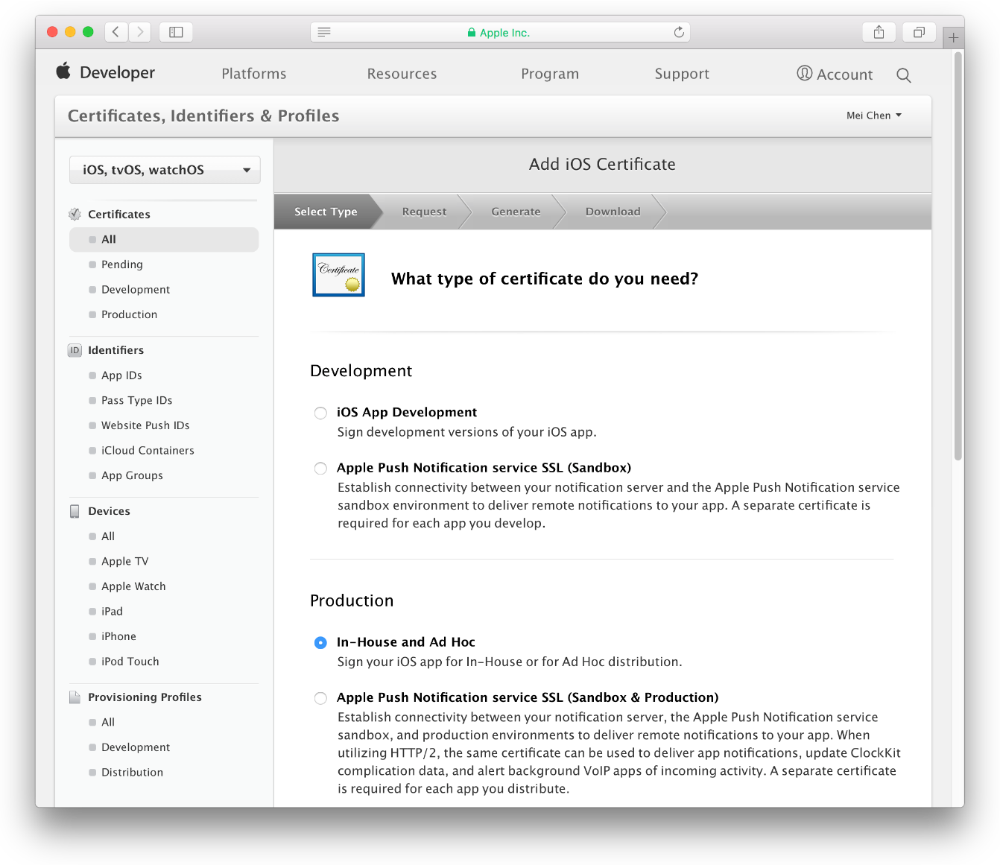 Apple Inc.
Developer
Platforms
Resources
Program
Support
Account
Certificates, Identifiers & Profiles
Mei Chen
iOS, tvOS, watchOS
Certificates
All
Pending
Development
Production
ID
Identifiers
App IDs
Pass Type IDs
Website Push IDs
iCloud Containers
App Groups
Devices
All
Apple TV
Apple Watch
iPad
iPhone
iPod Touch
Provisioning Profiles
All
Development
Distribution
Add iOS Certificate
Select Type
Request
Generate
Download
Certificate
What type of certificate do you need?
Development
iOS App Development
Sign development versions of your iOS app.
Apple Push Notification service SSL (Sandbox)
Establish connectivity between your notification server and the Apple Push Notification service
sandbox environment to deliver remote notifications to your app. A separate certificate is
required for each app you develop.
Production
In-House and Ad Hoc
Sign your iOS app for In-House or for Ad Hoc distribution.
Apple Push Notification service SSL (Sandbox & Production)
Establish connectivity between your notification server, the Apple Push Notification service
sandbox, and production environments to deliver remote notifications to your app. When
utilizing HTTP/2, the same certificate can be used to deliver app notifications, update ClockKit
complication data, and alert background VoIP apps of incoming activity. A separate certificate
is required for each app you distribute.